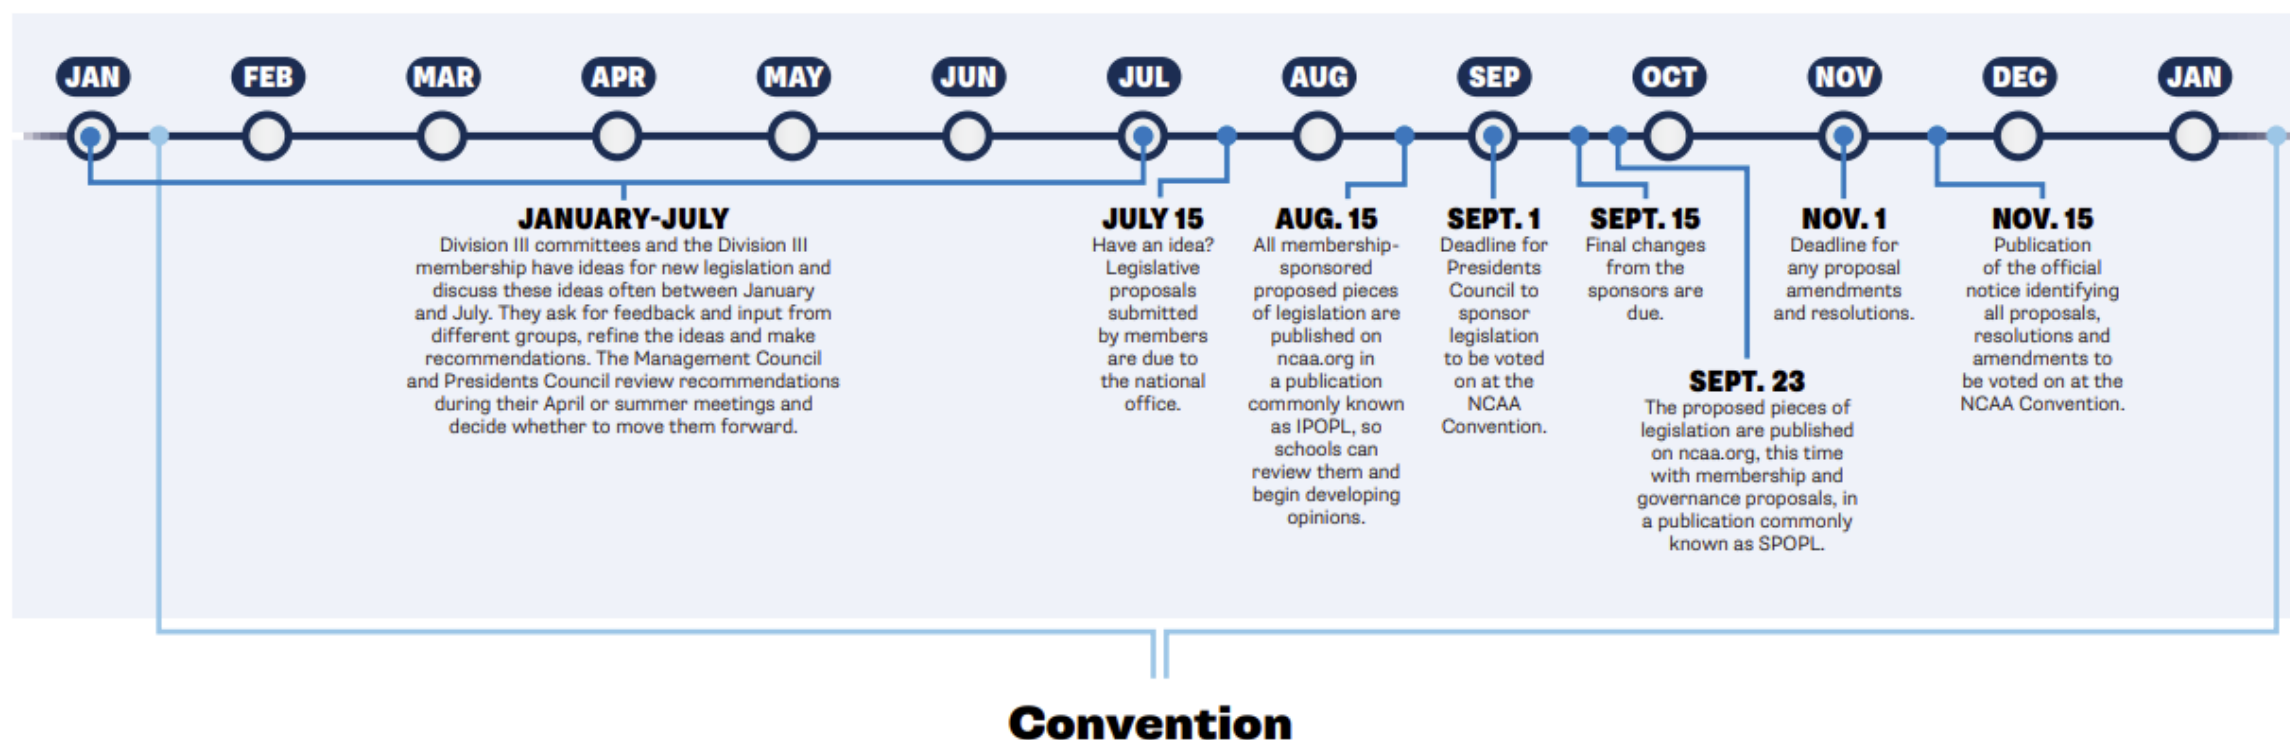 JAN
FEB
MAR
APR
MAY
JUN
JUL
AUG
SEP
OCT
NOV
DEC
JAN
JANUARY-JULY
Division III committees and the Division III
membership have ideas for new legislation and
discuss these ideas often between January
and July. They ask for feedback and input from
different groups, refine the ideas and make
recommendations. The Management Council
and Presidents Council review recommendations
during their April or summer meetings and
decide whether to move them forward.
JULY 15
Have an idea?
Legislative
proposals
submitted
by members
are due to
the national
office.
AUG. 15
All membership-
sponsored
proposed pieces
of legislation are
published on
ncaa.org in
a publication
commonly known
as IPOPL, so
schools can
review them and
begin developing
opinions.
SEPT. 1
Deadline for
Presidents
Council to
sponsor
legislation
to be voted
on at the
NCAA
Convention.
SEPT. 15
Final changes
from the
sponsors are
due.
SEPT. 23
The proposed pieces of
legislation are published
on ncaa.org, this time
with membership and
governance proposals, in
a publication commonly
known as SPOPL.
NOV. 1
Deadline for
any proposal
amendments
and resolutions.
NOV. 15
Publication
of the official
notice identifying
all proposals,
resolutions and
amendments to
be voted on at the
NCAA Convention.
Convention